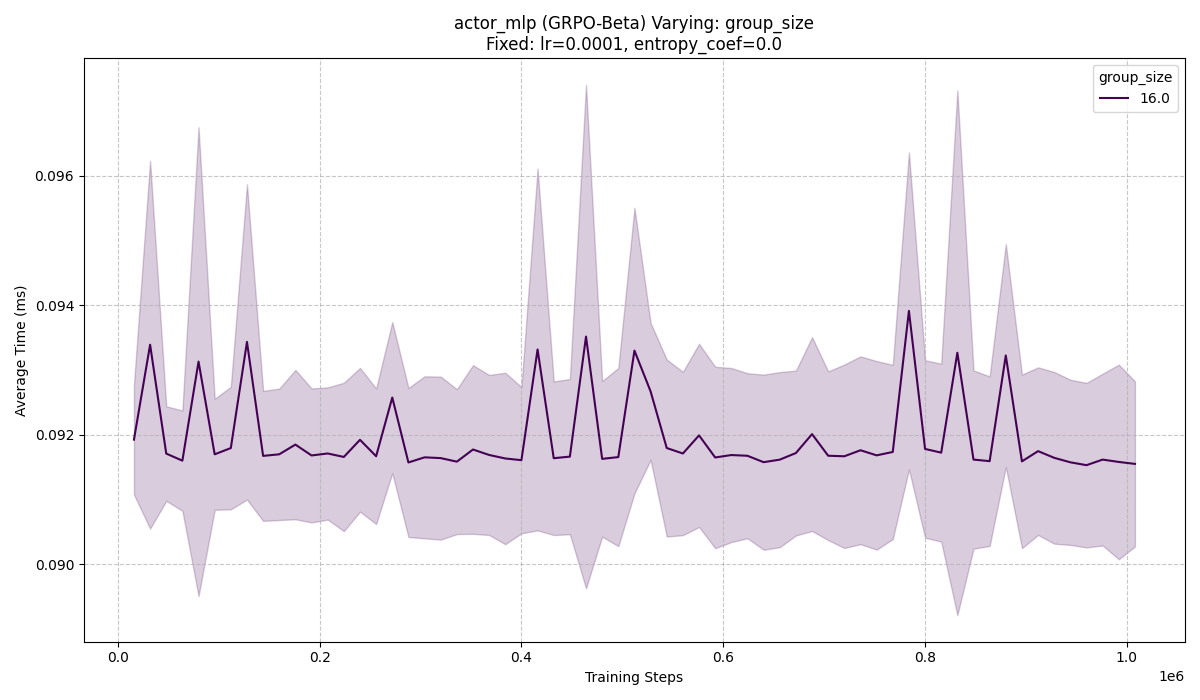 actor_mlp (GRPO-Beta) Varying: group_size
Fixed: lr=0.0001, entropy_coef=0.0
group_size
16.0
Average Time (ms)
0.096
0.094
0.092
0.090
0.0
0.2
0.4
0.6
0.8
1.0
1e6
Training Steps